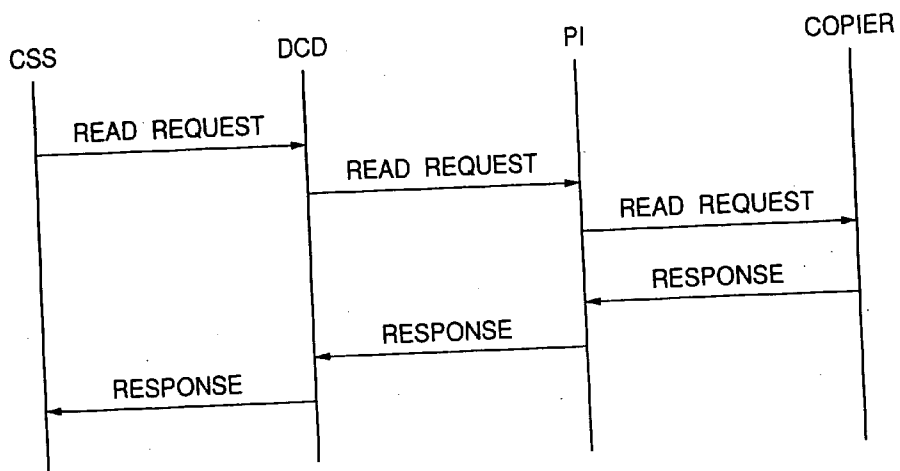 CSS
DCD
PI
COPIER
READ REQUEST
READ REQUEST
READ REQUEST
RESPONSE
RESPONSE
RESPONSE